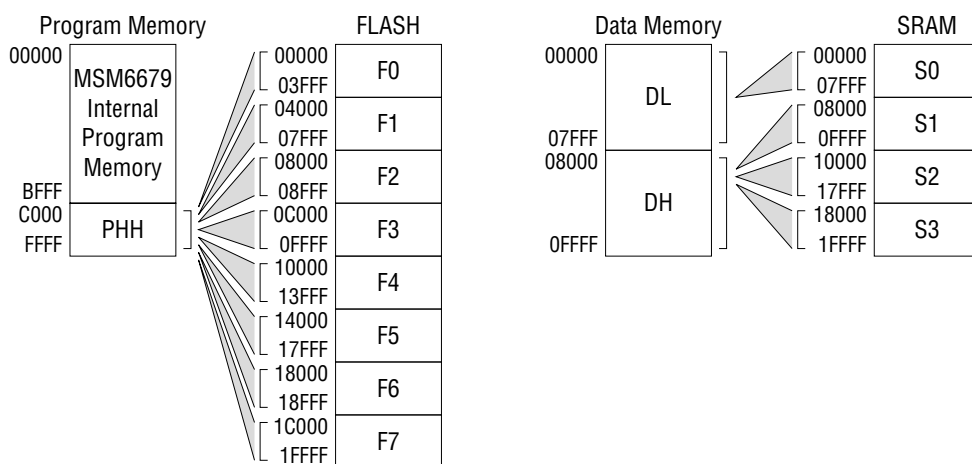 Program Memory
00000
MSM6679
Internal
Program
Memory
BFFF
C000
PHH
FFFF
FLASH
00000
F0
03FFF
04000
F1
07FFF
08000
F2
08FFF
0C000
F3
0FFFF
10000
F4
13FFF
14000
F5
17FFF
18000
F6
18FFF
1C000
F7
1FFFF
Data Memory
00000
DL
07FFF
08000
DH
0FFFF
SRAM
00000
S0
07FFF
08000
S1
0FFFF
10000
S2
17FFF
18000
S3
1FFFF